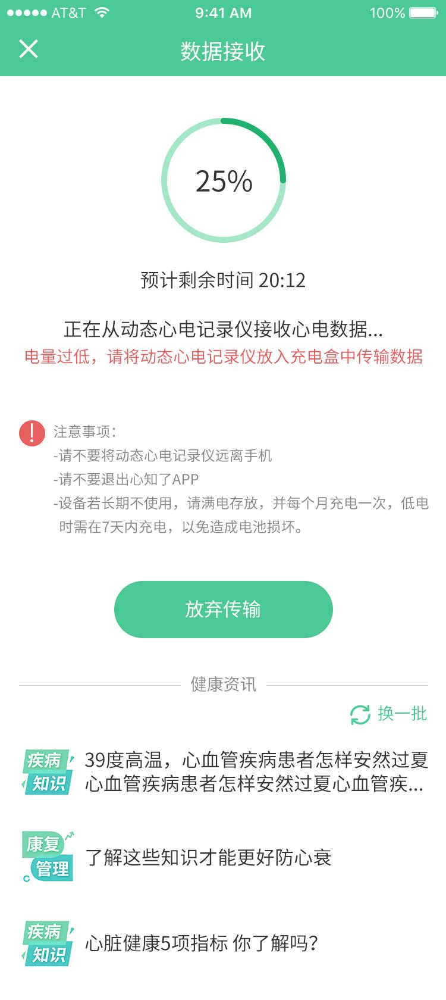 AT&T 9:41 AM 100%
数据接收
25%
预计剩余时间 20:12
正在从动态心电记录仪接收心电数据...
电量过低，请将动态心电记录仪放入充电盒中传输数据
注意事项：
-请不要将动态心电记录仪远离手机
-请不要退出心知了APP
-设备若长期不使用，请满电存放，并每个月充电一次，低电
时需在7天内充电，以免造成电池损坏。
放弃传输
健康资讯
换一批
疾病
知识
39度高温，心血管疾病患者怎样安然过夏
心血管疾病患者怎样安然过夏心血管疾...
康复
管理
了解这些知识才能更好防心衰
疾病
知识
心脏健康5项指标 你了解吗？